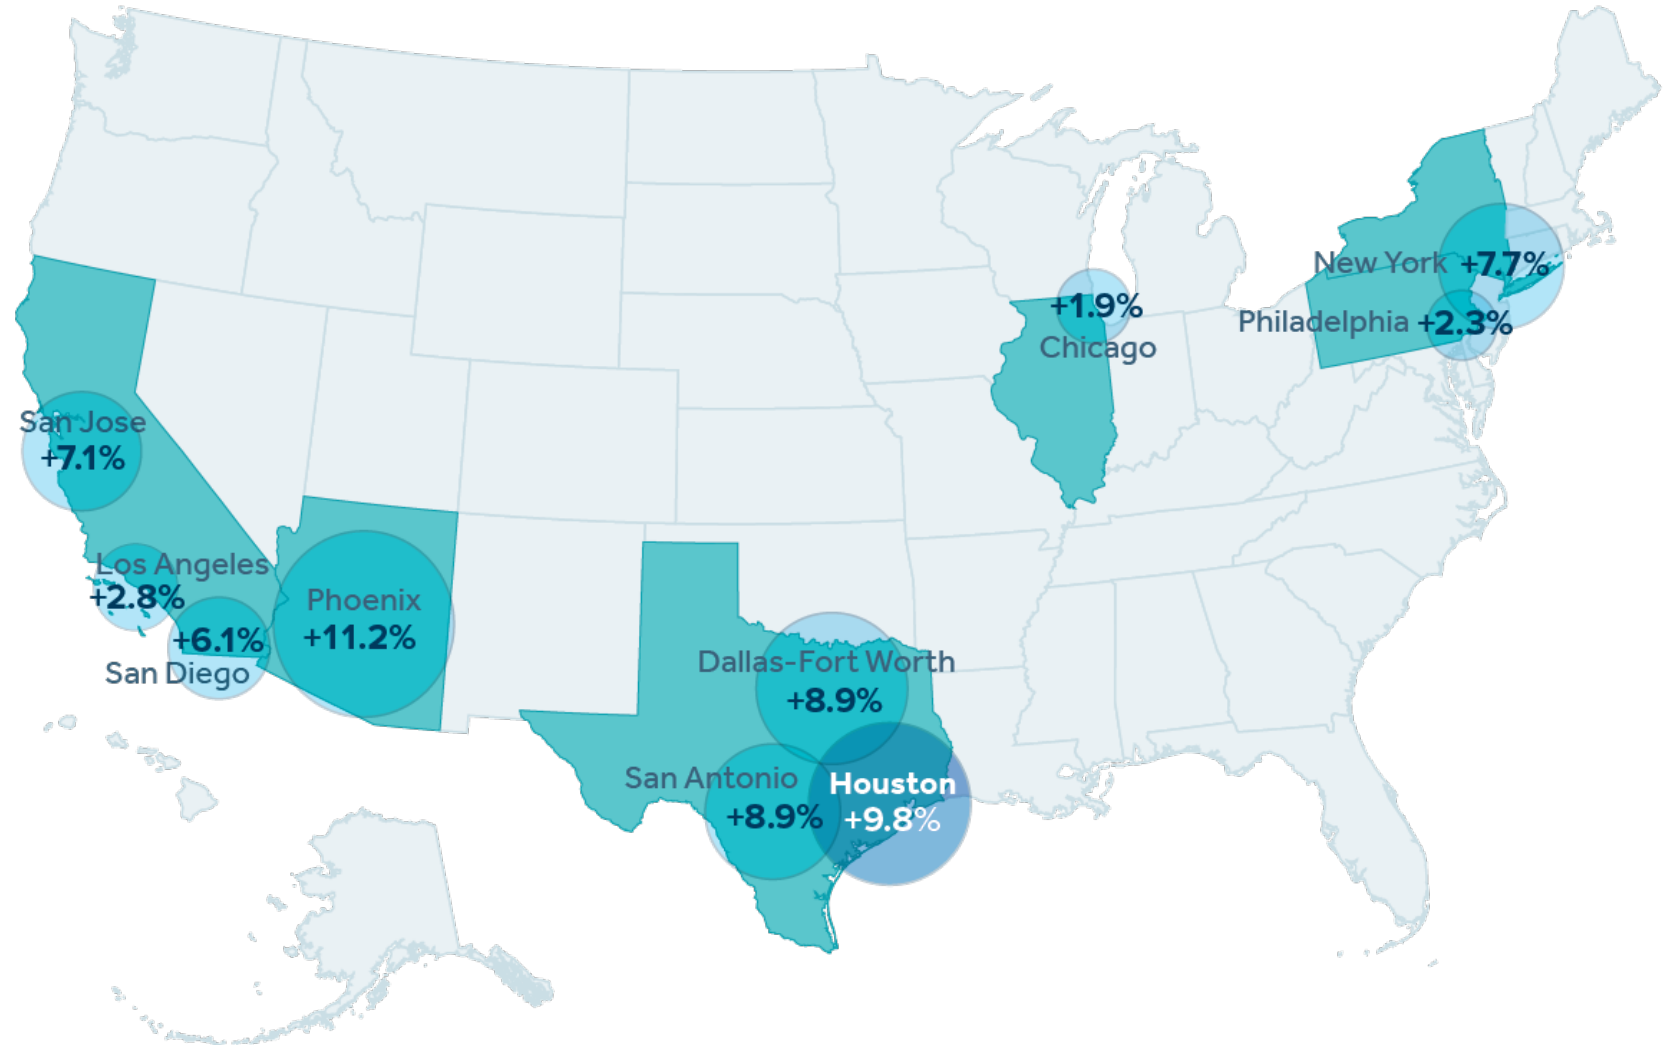 New York +7.7%
Philadelphia +2.3%
+1.9%
Chicago
San Jose
+7.1%
Los Angeles
+2.8%
+6.1%
San Diego
Phoenix
+11.2%
Dallas-Fort Worth
+8.9%
San Antonio
+8.9%
Houston
+9.8%